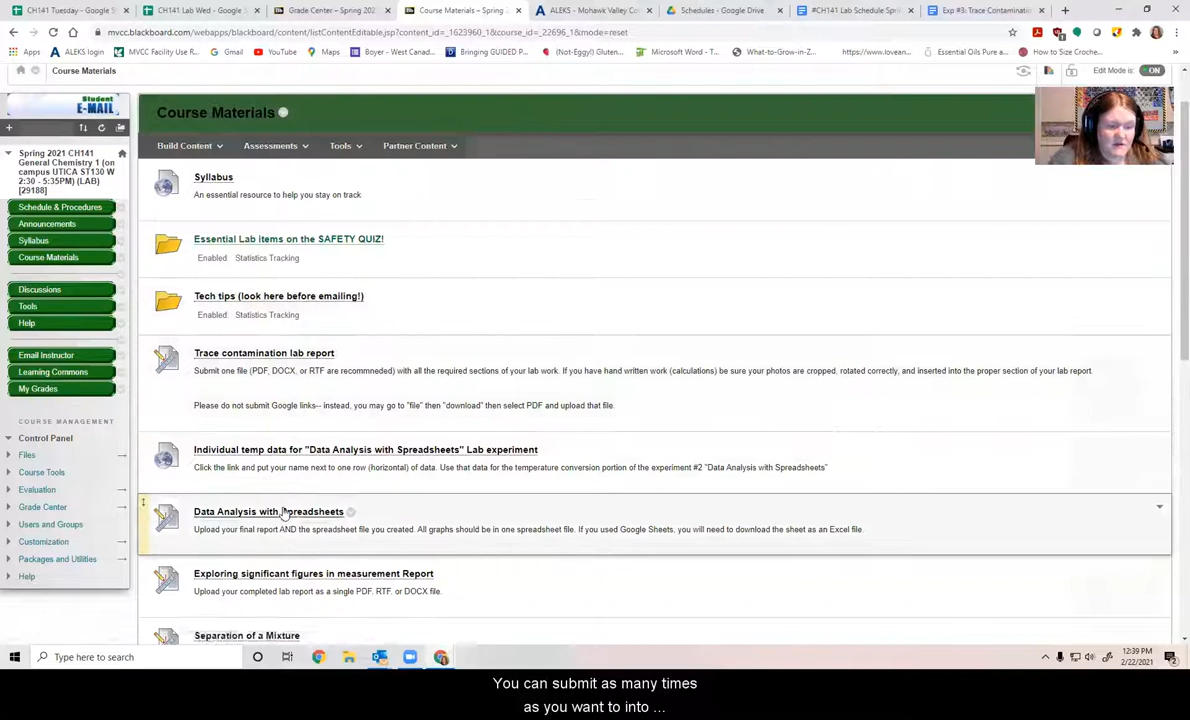 CH141 Tuesday - Google S
CH141 Lab Wed - Google S
Grade Center – Spring 202
Course Materials – Spring 2
ALEKS - Mohawk Valley Co
Schedules - Google Drive
#CH141 Lab Schedule Spr
Exp #3: Trace Contaminati
mvcc.blackboard.com/webapps/blackboard/content/listContentEditable.jsp?content_id=_1623960_1&course_id=_22696_1&mode=reset
Apps
ALEKS login
MVCC Facility Use R...
Gmail
YouTube
Maps
Boyer - West Canad...
Bringing GUIDED P...
(Not-Eggy!) Gluten...
Microsoft Word - T...
What-to-Grow-in-Z...
https://www.lovean...
Essential Oils Pure a...
How to Size Croche...
Course Materials
Edit Mode is: ON
Student
E-MAIL
Spring 2021 CH141
General Chemistry 1 (on
campus UTICA ST130 W
2:30 - 5:35PM) (LAB)
[29188]
Schedule & Procedures
Announcements
Syllabus
Course Materials
Discussions
Tools
Help
Email Instructor
Learning Commons
My Grades
COURSE MANAGEMENT
Control Panel
Files
Course Tools
Evaluation
Grade Center
Users and Groups
Customization
Packages and Utilities
Help
Course Materials
Build Content
Assessments
Tools
Partner Content
Syllabus
An essential resource to help you stay on track
Essential Lab items on the SAFETY QUIZ!
Enabled Statistics Tracking
Tech tips (look here before emailing!)
Enabled Statistics Tracking
Trace contamination lab report
Submit one file (PDF, DOCX, or RTF are recommneded) with all the required sections of your lab work. If you have hand written work (calculations) be sure your photos are cropped, rotated correctly, and inserted into the proper section of your lab report.
Please do not submit Google links-- instead, you may go to "file" then "download" then select PDF and upload that file.
Individual temp data for "Data Analysis with Spreadsheets" Lab experiment
Click the link and put your name next to one row (horizontal) of data. Use that data for the temperature conversion portion of the experiment #2 "Data Analysis with Spreadsheets"
Data Analysis with Spreadsheets
Upload your final report AND the spreadsheet file you created. All graphs should be in one spreadsheet file. If you used Google Sheets, you will need to download the sheet as an Excel file.
Exploring significant figures in measurement Report
Upload your completed lab report as a single PDF, RTF, or DOCX file.
Separation of a Mixture
Type here to search
12:39 PM
2/22/2021
You can submit as many times
as you want to into ...